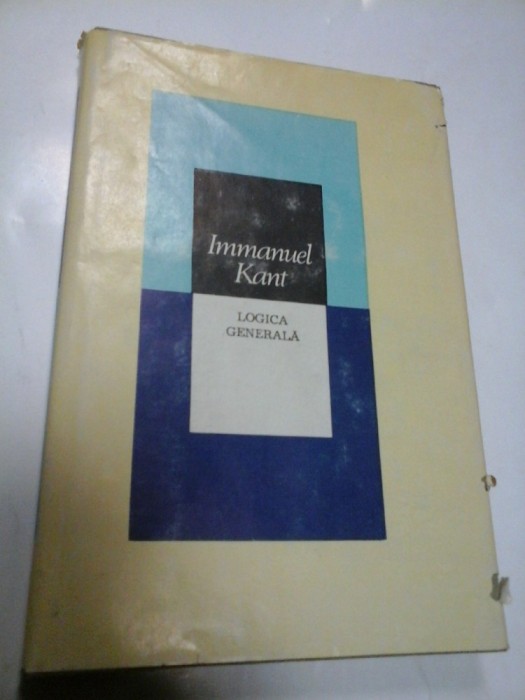 Immanuel
Kant
LOGICA
GENERALĂ